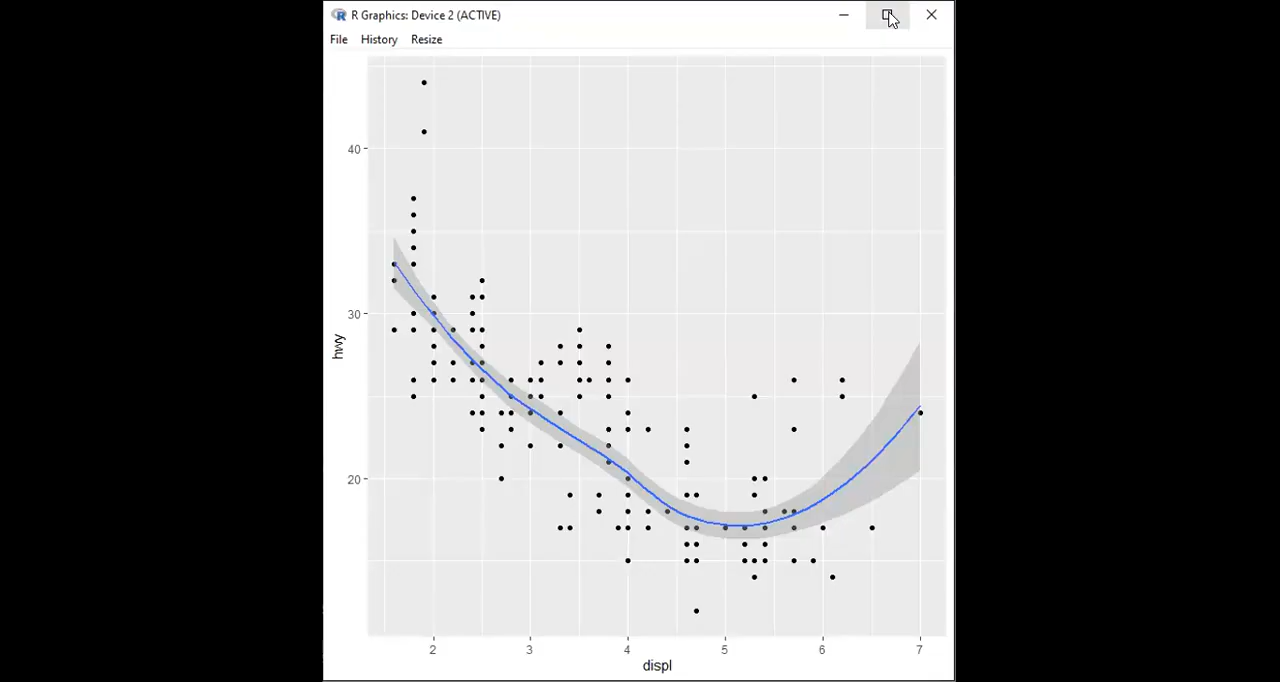 R Graphics: Device 2 (ACTIVE)
File History Resize
40
30
20
hwy
2 3 4 5 6 7
displ